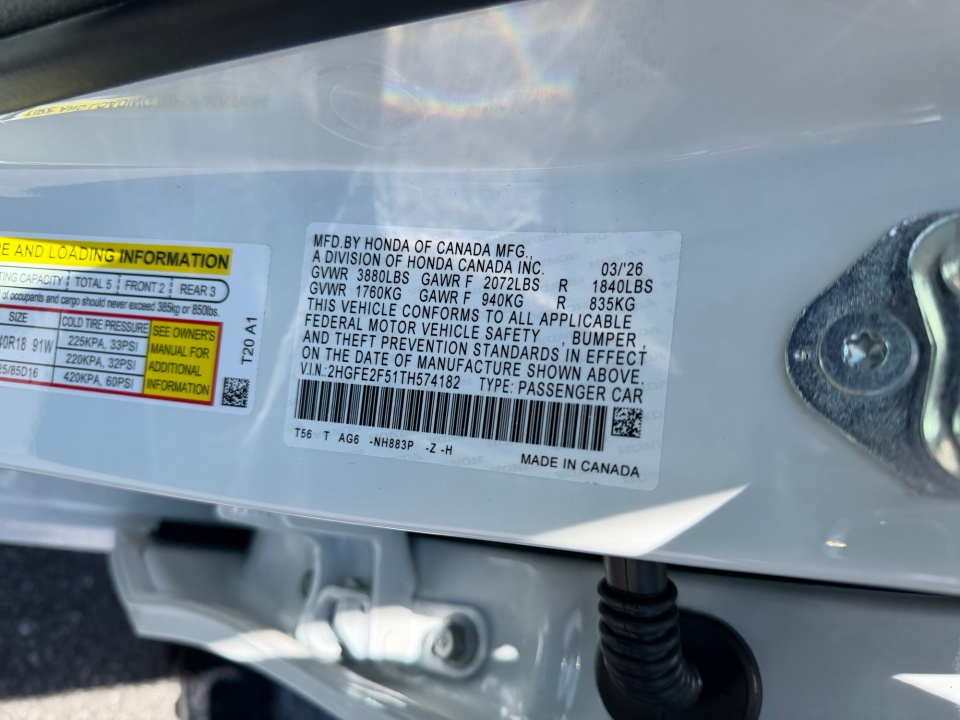 RE AND LOADING INFORMATION
TING CAPACITY TOTAL 5 FRONT 2 REAR 3
of occupants and cargo should never exceed 385kg or 850lbs.
SIZE COLD TIRE PRESSURE SEE OWNER'S MANUAL FOR ADDITIONAL INFORMATION
40R18 91W 225KPA, 33PSI
220KPA, 32PSI
25/85D16 420KPA, 60PSI
T20 A1
MFD.BY HONDA OF CANADA MFG.,
A DIVISION OF HONDA CANADA INC. 03/'26
GVWR 3880LBS GAWR F 2072LBS R 1840LBS
GVWR 1760KG GAWR F 940KG R 835KG
THIS VEHICLE CONFORMS TO ALL APPLICABLE
FEDERAL MOTOR VEHICLE SAFETY , BUMPER
AND THEFT PREVENTION STANDARDS IN EFFECT
ON THE DATE OF MANUFACTURE SHOWN ABOVE.
V.I.N.:2HGFE2F51TH574182 TYPE: PASSENGER CAR
T56 T AG6 -NH883P -Z -H
MADE IN CANADA